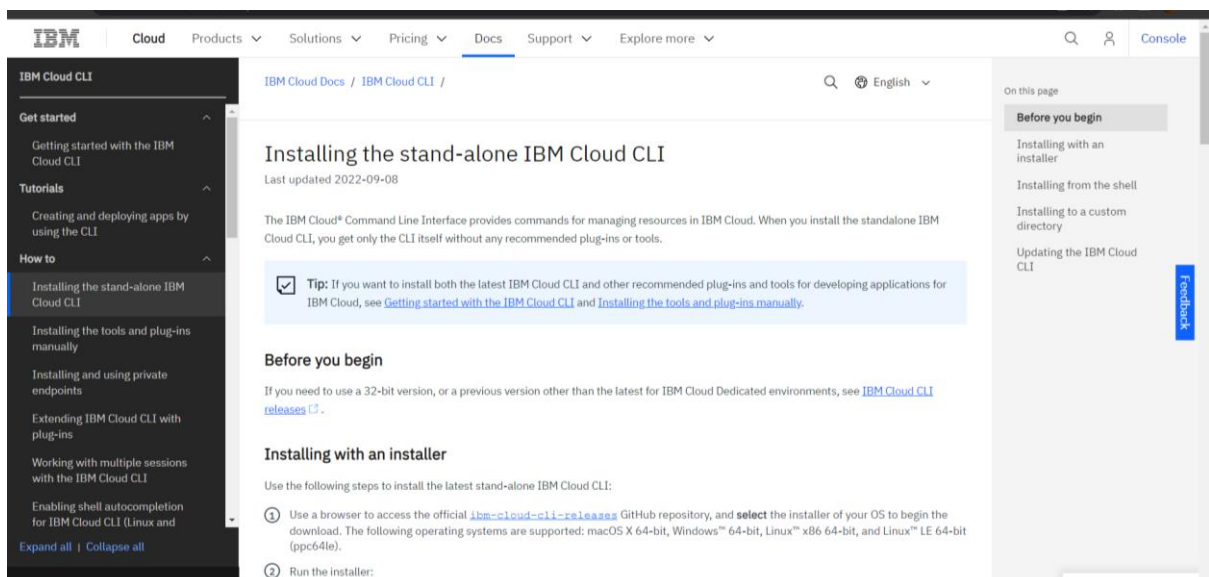 IBM Cloud Products Solutions Pricing Docs Support Explore more Console
IBM Cloud CLI
Get started
Getting started with the IBM
Cloud CLI
Tutorials
Creating and deploying apps by
using the CLI
How to
Installing the stand-alone IBM
Cloud CLI
Installing the tools and plug-ins
manually
Installing and using private
endpoints
Extending IBM Cloud CLI with
plug-ins
Working with multiple sessions
with the IBM Cloud CLI
Enabling shell autocompletion
for IBM Cloud CLI (Linux and
Expand all | Collapse all
IBM Cloud Docs / IBM Cloud CLI /
English
Installing the stand-alone IBM Cloud CLI
Last updated 2022-09-08
The IBM Cloud® Command Line Interface provides commands for managing resources in IBM Cloud. When you install the standalone IBM
Cloud CLI, you get only the CLI itself without any recommended plug-ins or tools.
Tip: If you want to install both the latest IBM Cloud CLI and other recommended plug-ins and tools for developing applications for
IBM Cloud, see Getting started with the IBM Cloud CLI and Installing the tools and plug-ins manually.
Before you begin
If you need to use a 32-bit version, or a previous version other than the latest for IBM Cloud Dedicated environments, see IBM Cloud CLI
releases .
Installing with an installer
Use the following steps to install the latest stand-alone IBM Cloud CLI:
1 Use a browser to access the official ibm-cloud-cli-releases GitHub repository, and select the installer of your OS to begin the
download. The following operating systems are supported: macOS X 64-bit, Windows™ 64-bit, Linux™ x86 64-bit, and Linux™ LE 64-bit
(ppc64le).
2 Run the installer:
On this page
Before you begin
Installing with an
installer
Installing from the shell
Installing to a custom
directory
Updating the IBM Cloud
CLI
Feedback